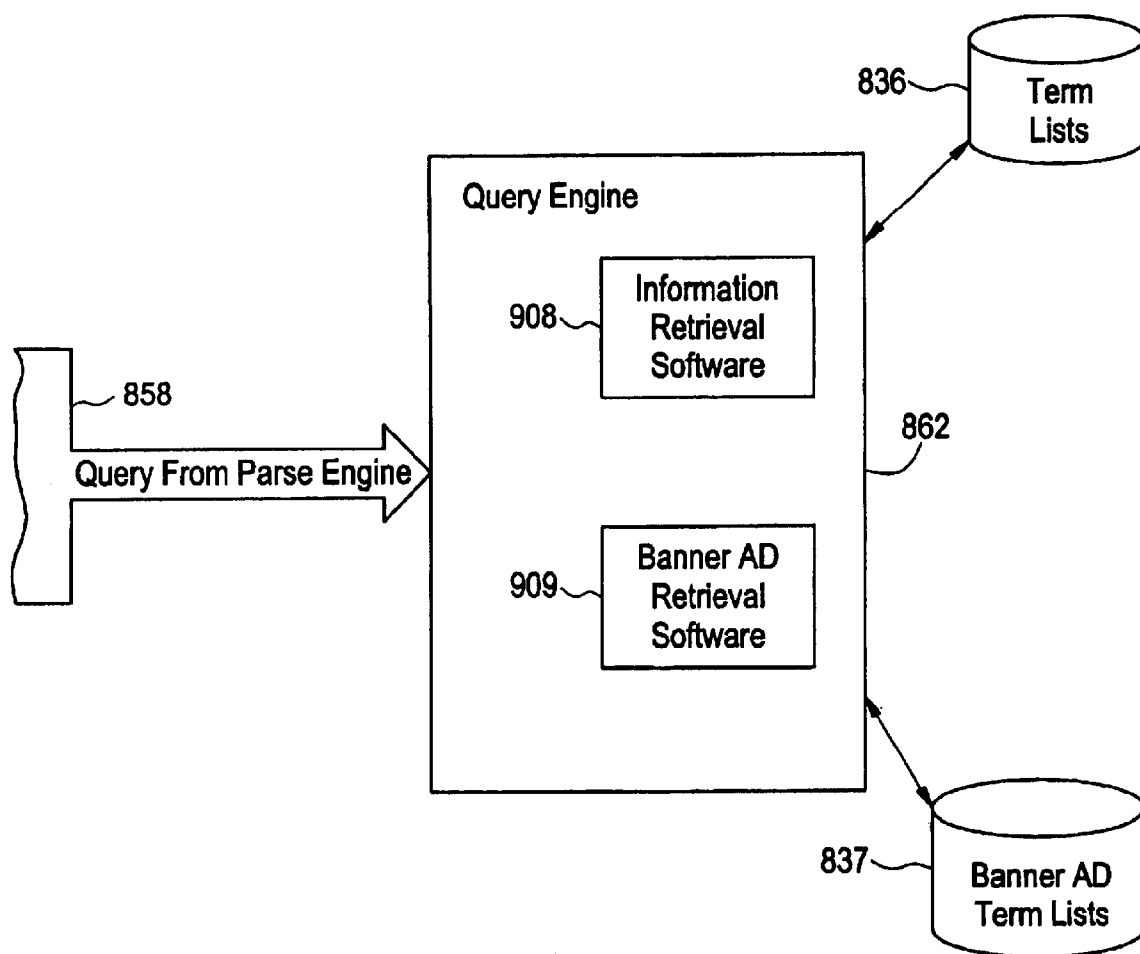 836
Term
Lists
Query Engine
908
Information
Retrieval
Software
858
Query From Parse Engine
862
909
Banner AD
Retrieval
Software
837
Banner AD
Term Lists